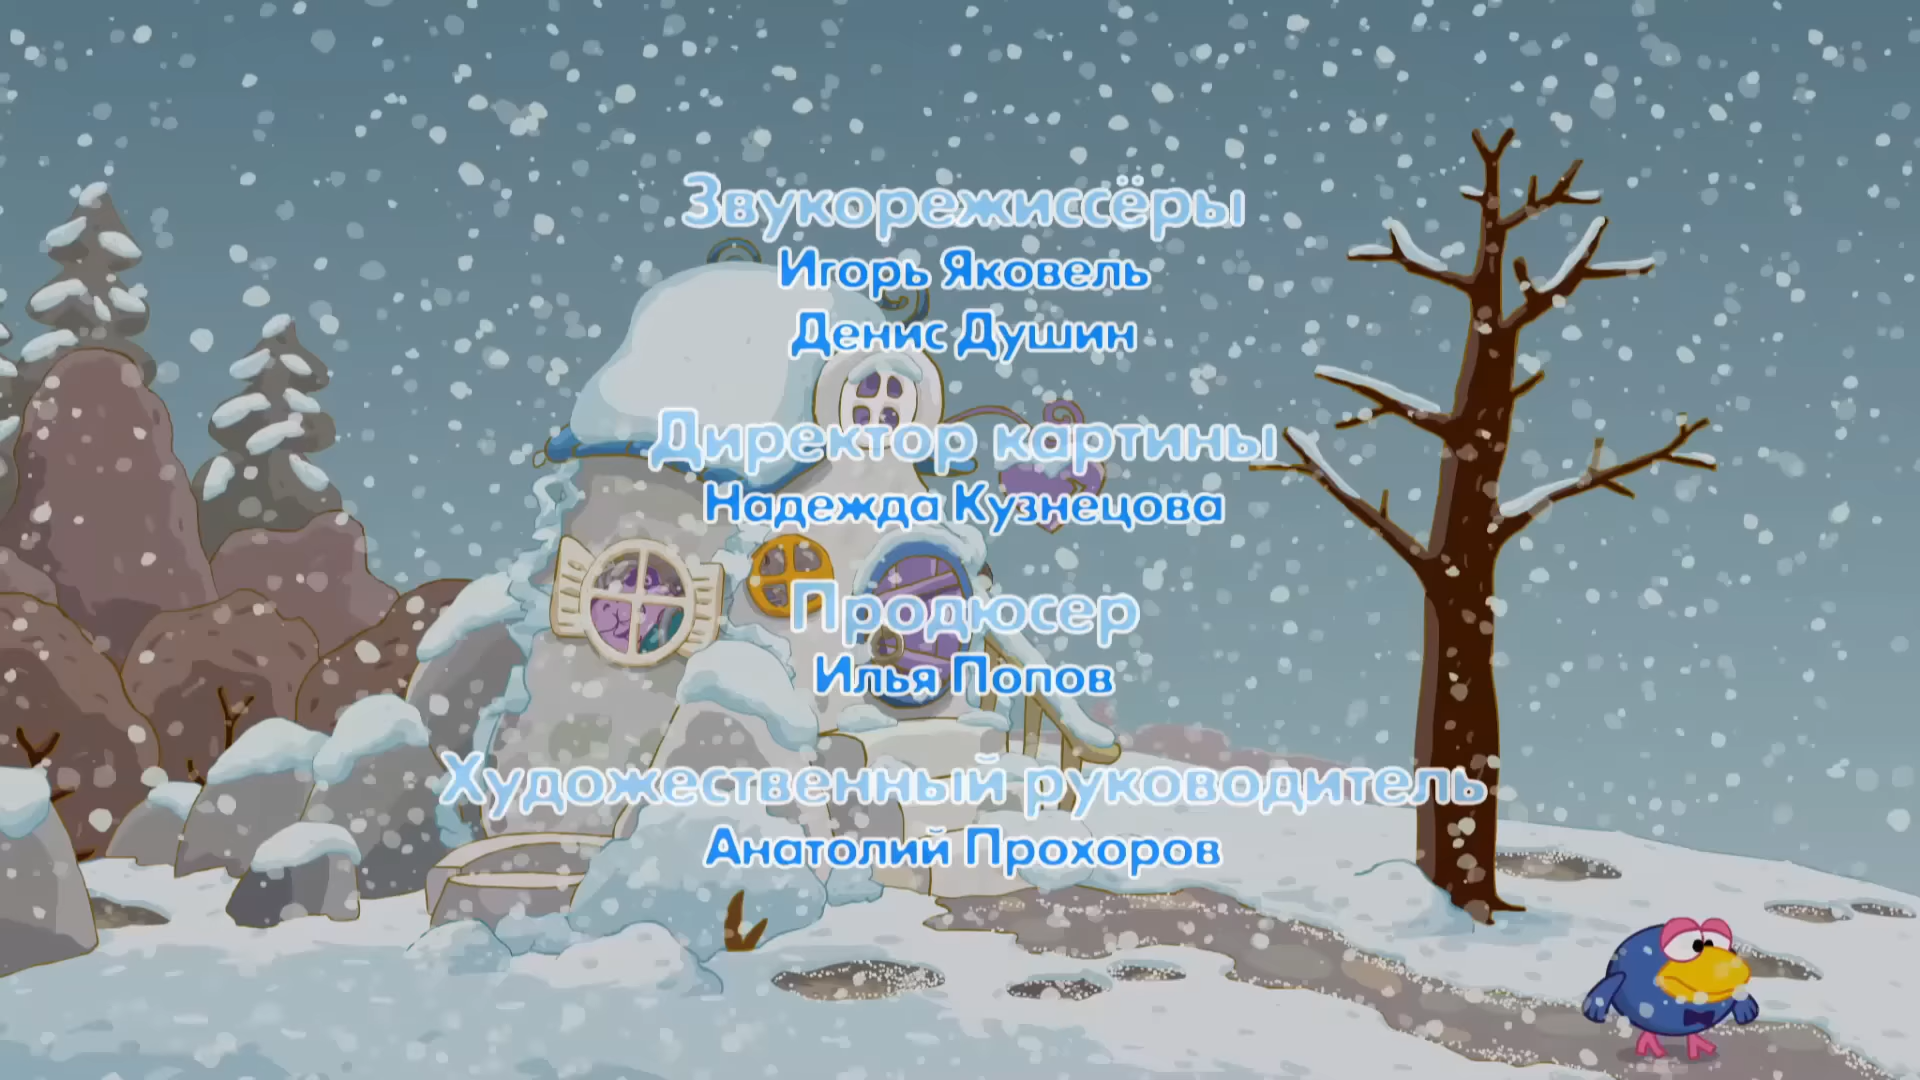 Звукорежиссёры
Игорь Яковель
Денис Душин
Директор картины
Надежда Кузнецова
Продюсер
Илья Попов
Художественный руководитель
Анатолий Прохоров